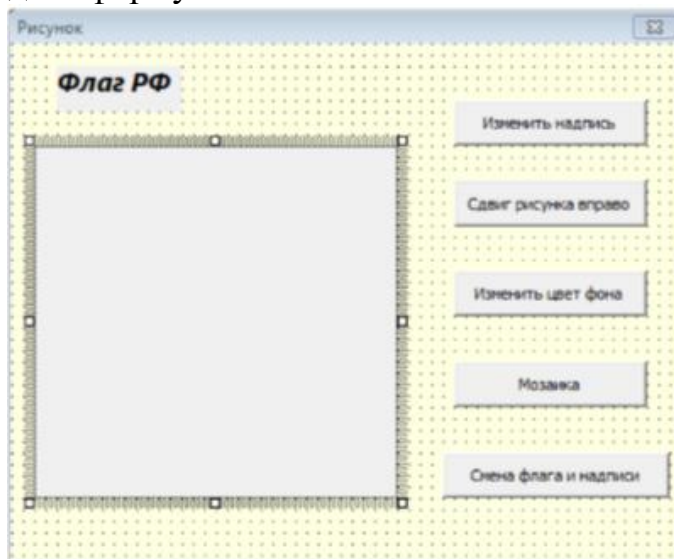 Рисунок
Флаг РФ
Изменить надпись
Сдвиг рисунка вправо
Изменить цвет фона
Мозаика
Смена флага и надписи